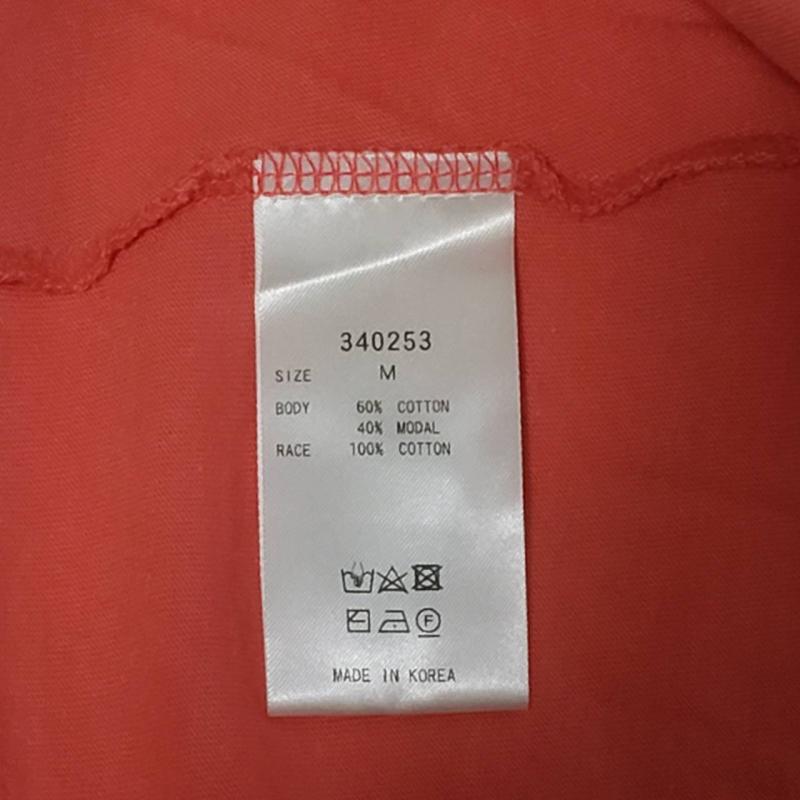 340253
SIZE M
BODY 60% COTTON
40% MODAL
RACE 100% COTTON
F
MADE IN KOREA